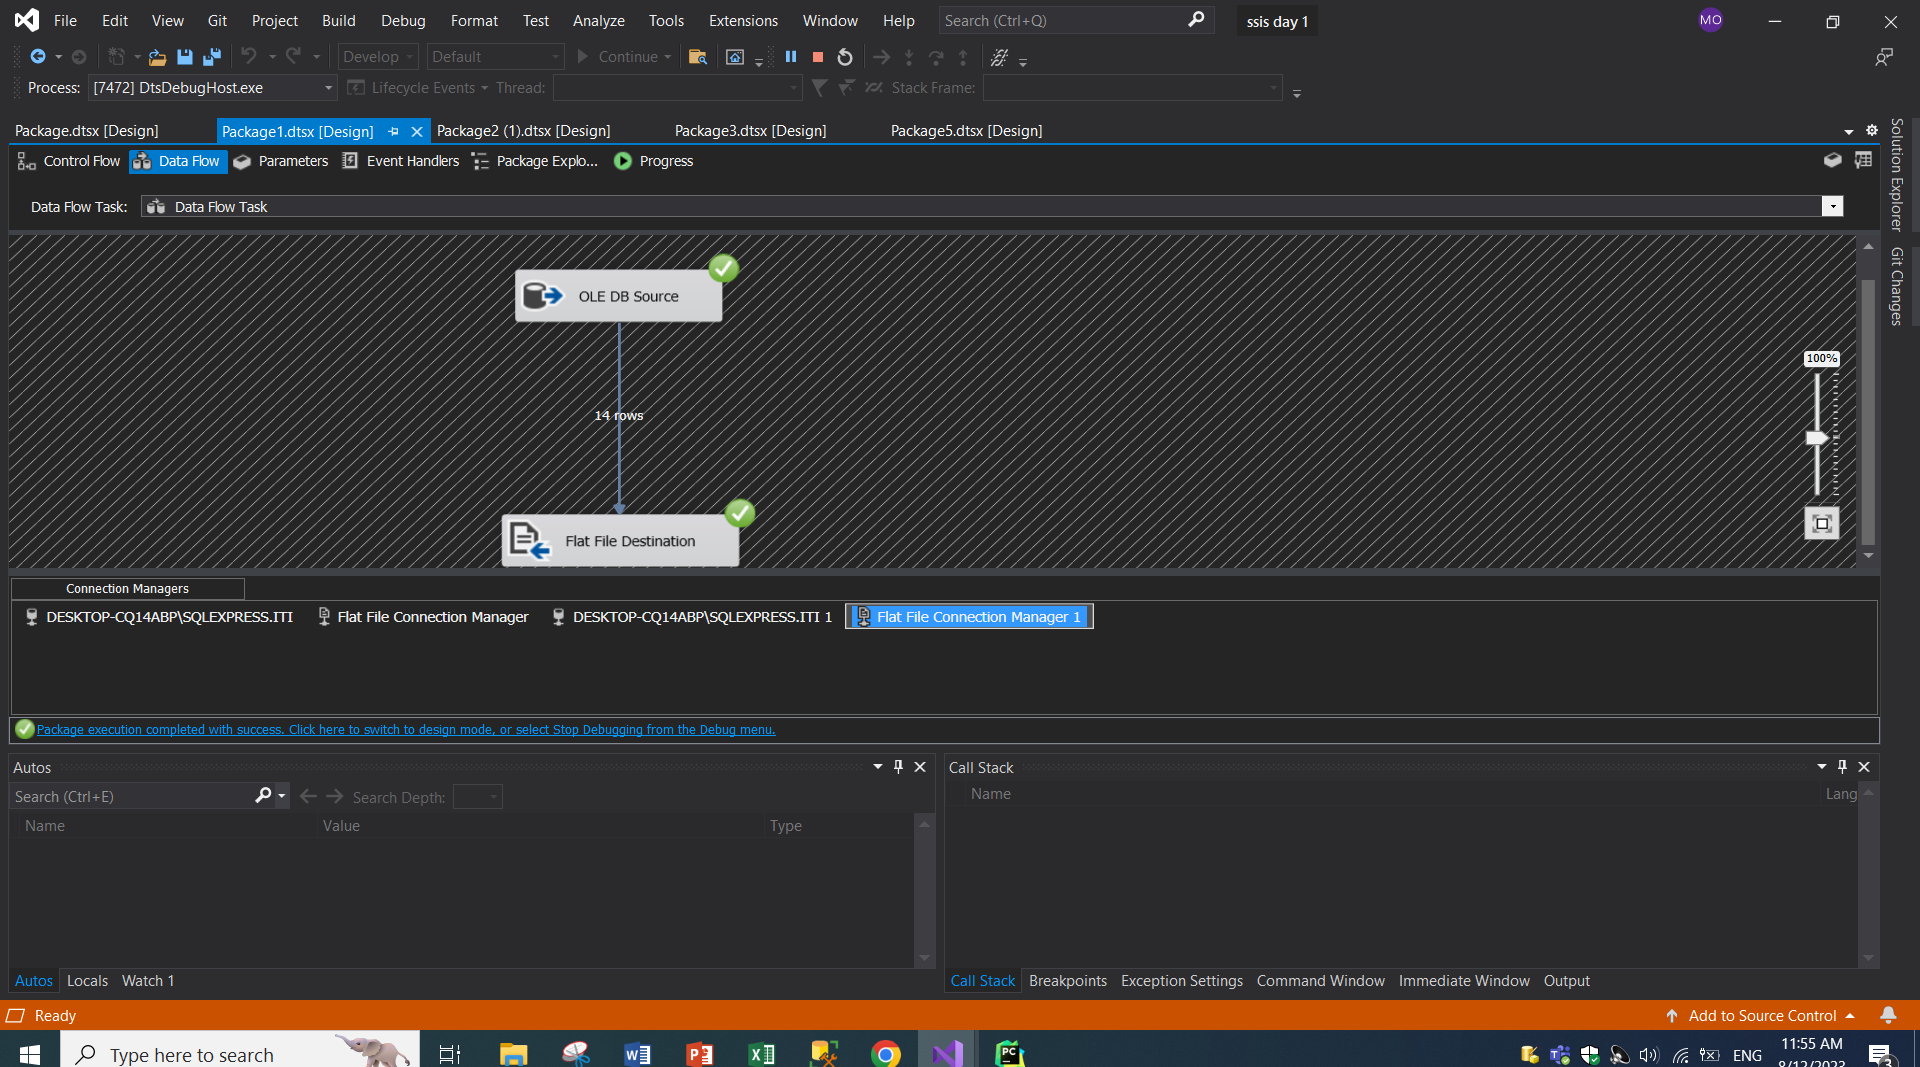 File Edit View Git Project Build Debug Format Test Analyze Tools Extensions Window Help Search (Ctrl+Q) ssis day 1 MO
Develop Default Continue
Process: [7472] DtsDebugHost.exe Lifecycle Events Thread: Stack Frame:
Package.dtsx [Design] Package1.dtsx [Design] Package2 (1).dtsx [Design] Package3.dtsx [Design] Package5.dtsx [Design]
Control Flow Data Flow Parameters Event Handlers Package Explo... Progress
Solution Explorer
Git Changes
Data Flow Task: Data Flow Task
OLE DB Source
100%
14 rows
Flat File Destination
Connection Managers
DESKTOP-CQ14ABP\SQLEXPRESS.ITI Flat File Connection Manager DESKTOP-CQ14ABP\SQLEXPRESS.ITI 1 Flat File Connection Manager 1
Package execution completed with success. Click here to switch to design mode, or select Stop Debugging from the Debug menu.
Autos
Search (Ctrl+E) Search Depth:
Name Value Type
Autos Locals Watch 1
Call Stack
Name Lang
Call Stack Breakpoints Exception Settings Command Window Immediate Window Output
Ready Add to Source Control
Type here to search
ENG 11:55 AM
8/12/2023
3